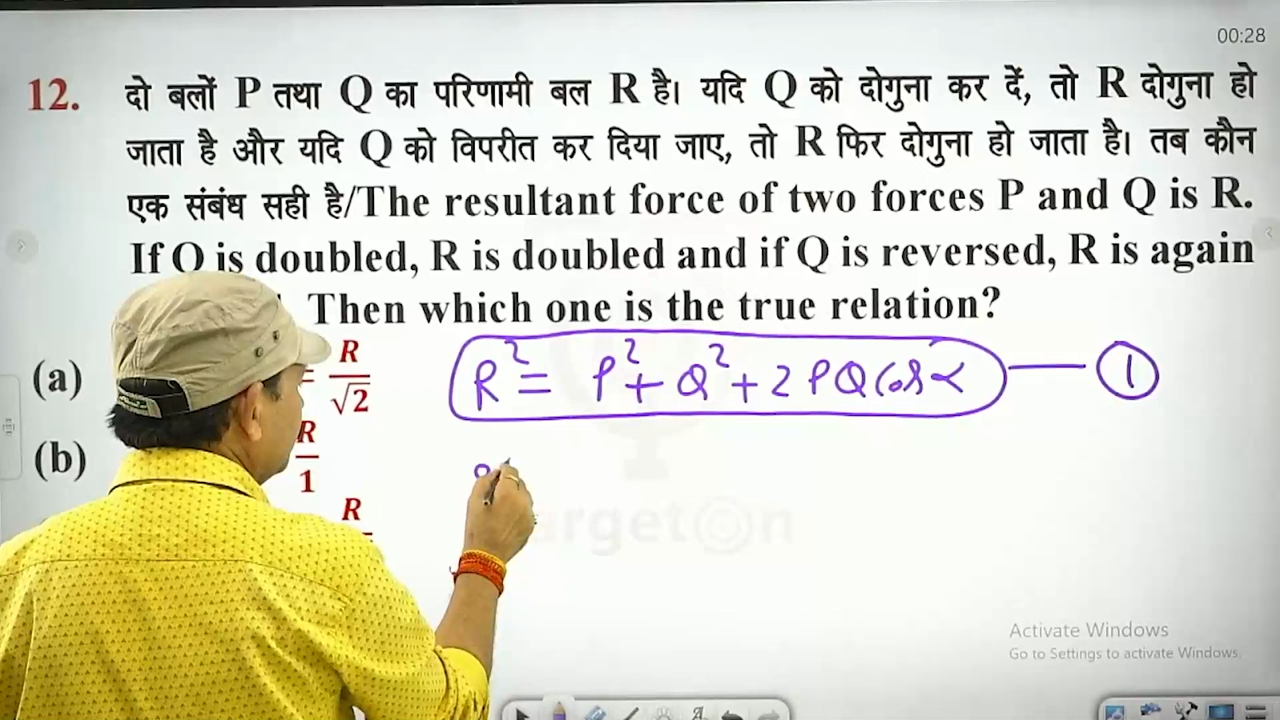 00:28
12. दो बलों P तथा Q का परिणामी बल R है। यदि Q को दोगुना कर दें, तो R दोगुना हो
जाता है और यदि Q को विपरीत कर दिया जाए, तो R फिर दोगुना हो जाता है। तब कौन
एक संबंध सही है/The resultant force of two forces P and Q is R.
If Q is doubled, R is doubled and if Q is reversed, R is again
. Then which one is the true relation?
(a) = R/√2
R² = P² + Q² + 2PQ cos α — ①
(b) R/1
R
argeton
Activate Windows
Go to Settings to activate Windows.